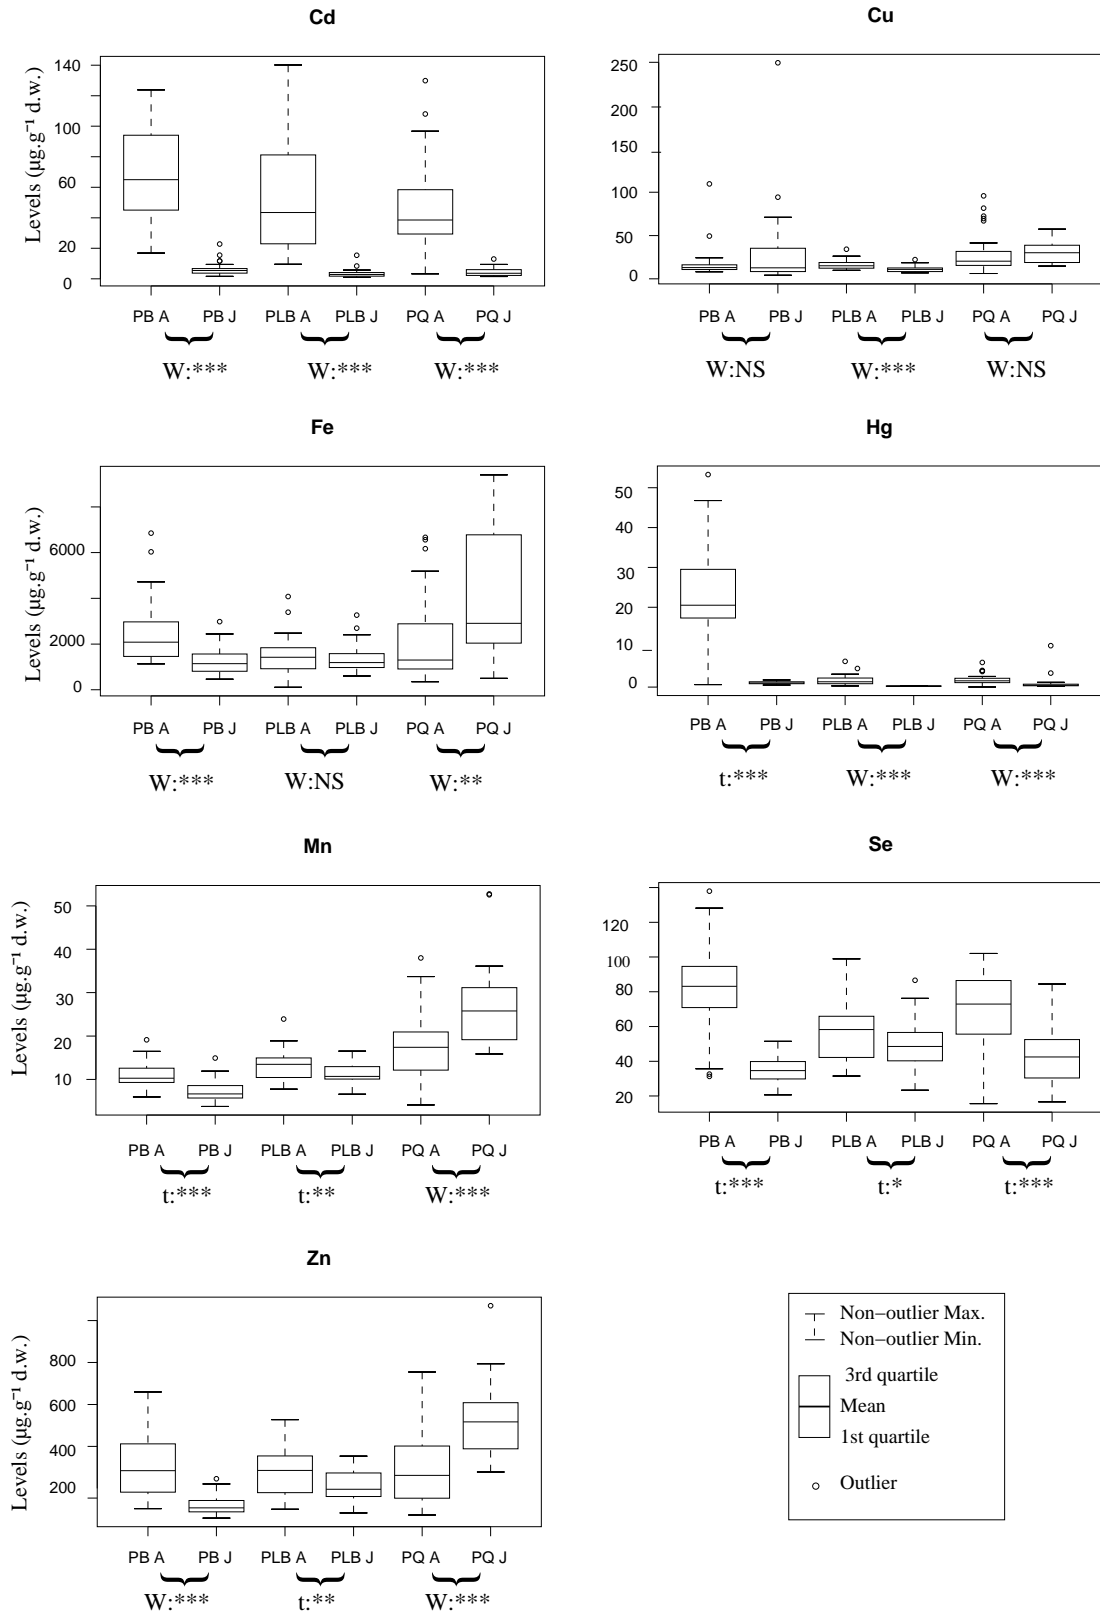 Cd
Levels (µg.g⁻¹ d.w.)
140
100
60
20
0
PB A PB J PLB A PLB J PQ A PQ J
W:*** W:*** W:***
Cu
250
200
150
100
50
0
PB A PB J PLB A PLB J PQ A PQ J
W:NS W:*** W:NS
Fe
Levels (µg.g⁻¹ d.w.)
6000
2000
0
PB A PB J PLB A PLB J PQ A PQ J
W:*** W:NS W:**
Hg
50
40
30
20
10
0
PB A PB J PLB A PLB J PQ A PQ J
t:*** W:*** W:***
Mn
Levels (µg.g⁻¹ d.w.)
50
40
30
20
10
PB A PB J PLB A PLB J PQ A PQ J
t:*** t:** W:***
Se
120
100
80
60
40
20
PB A PB J PLB A PLB J PQ A PQ J
t:*** t:* t:***
Zn
Levels (µg.g⁻¹ d.w.)
800
600
400
200
PB A PB J PLB A PLB J PQ A PQ J
W:*** t:** W:***
Non−outlier Max.
Non−outlier Min.
3rd quartile
Mean
1st quartile
Outlier